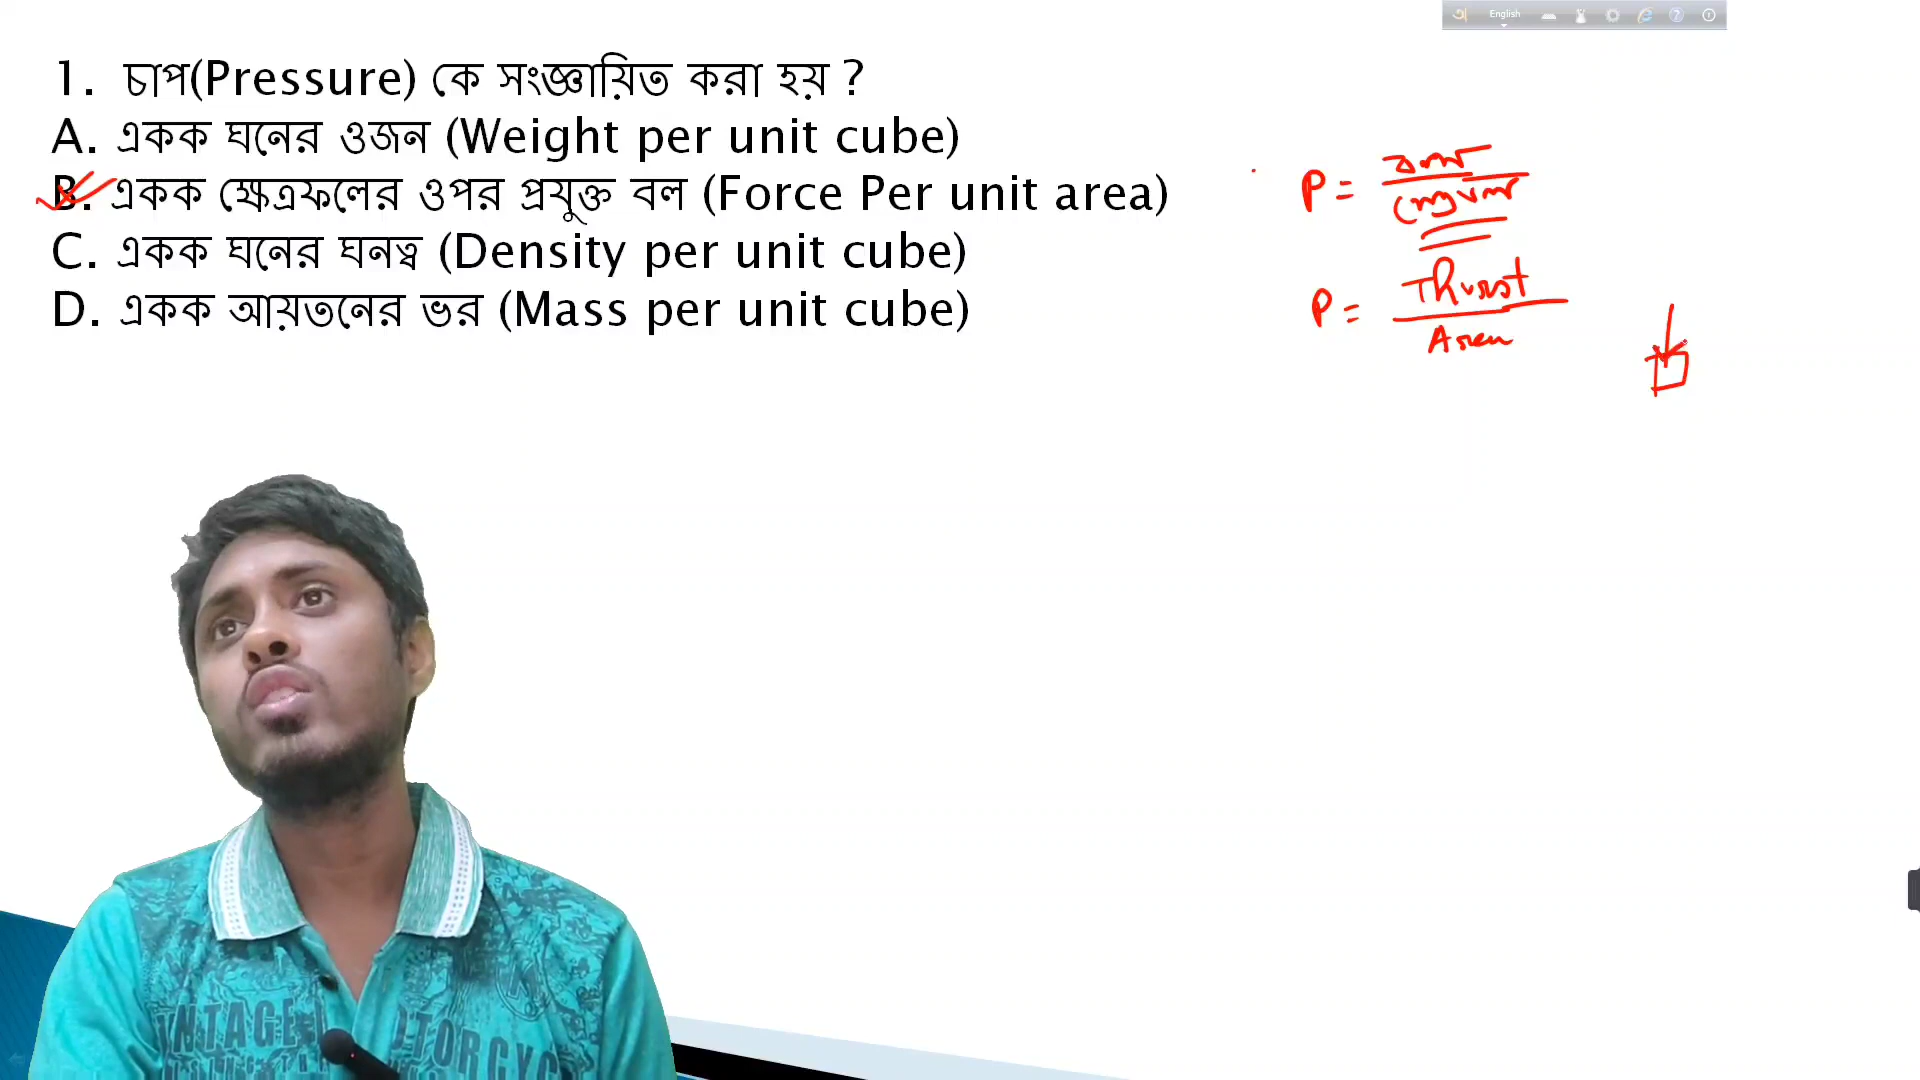 English
1. চাপ(Pressure) কে সংজ্ঞায়িত করা হয় ?
A. একক ঘনের ওজন (Weight per unit cube)
B. একক ক্ষেত্রফলের ওপর প্রযুক্ত বল (Force Per unit area)
C. একক ঘনের ঘনত্ব (Density per unit cube)
D. একক আয়তনের ভর (Mass per unit cube)
P = বল
P = Thrust
Area